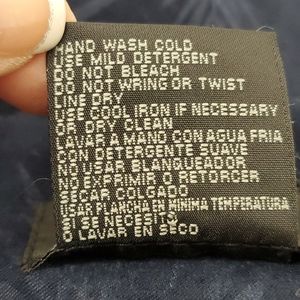 HAND WASH COLD
USE MILD DETERGENT
DO NOT BLEACH
DO NOT WRING OR TWIST
LINE DRY
USE COOL IRON IF NECESSARY
OR DRY CLEAN
LAVAR A MANO CON AGUA FRIA
CON DETERGENTE SUAVE
NO USAR BLANQUEADOR
NO EXPRIMIR O RETORCER
SECAR COLGADO
USAR PLANCHA EN MINIMA TEMPERATURA
SI SE NECESITA
O LAVAR EN SECO